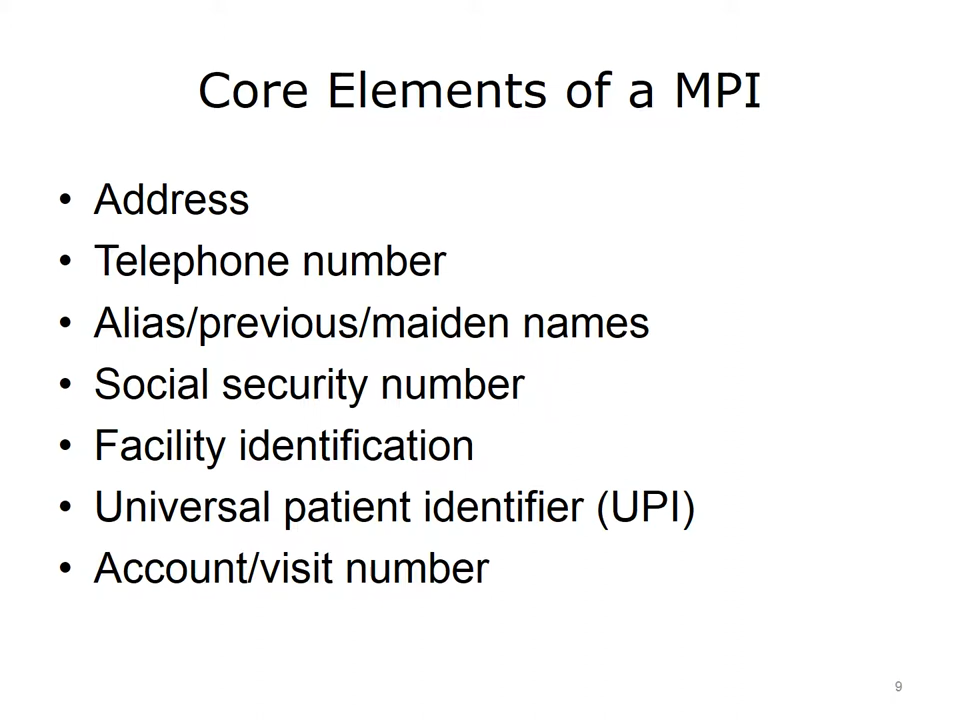 Core Elements of a MPI
• Address
• Telephone number
• Alias/previous/maiden names
• Social security number
• Facility identification
• Universal patient identifier (UPI)
• Account/visit number
9